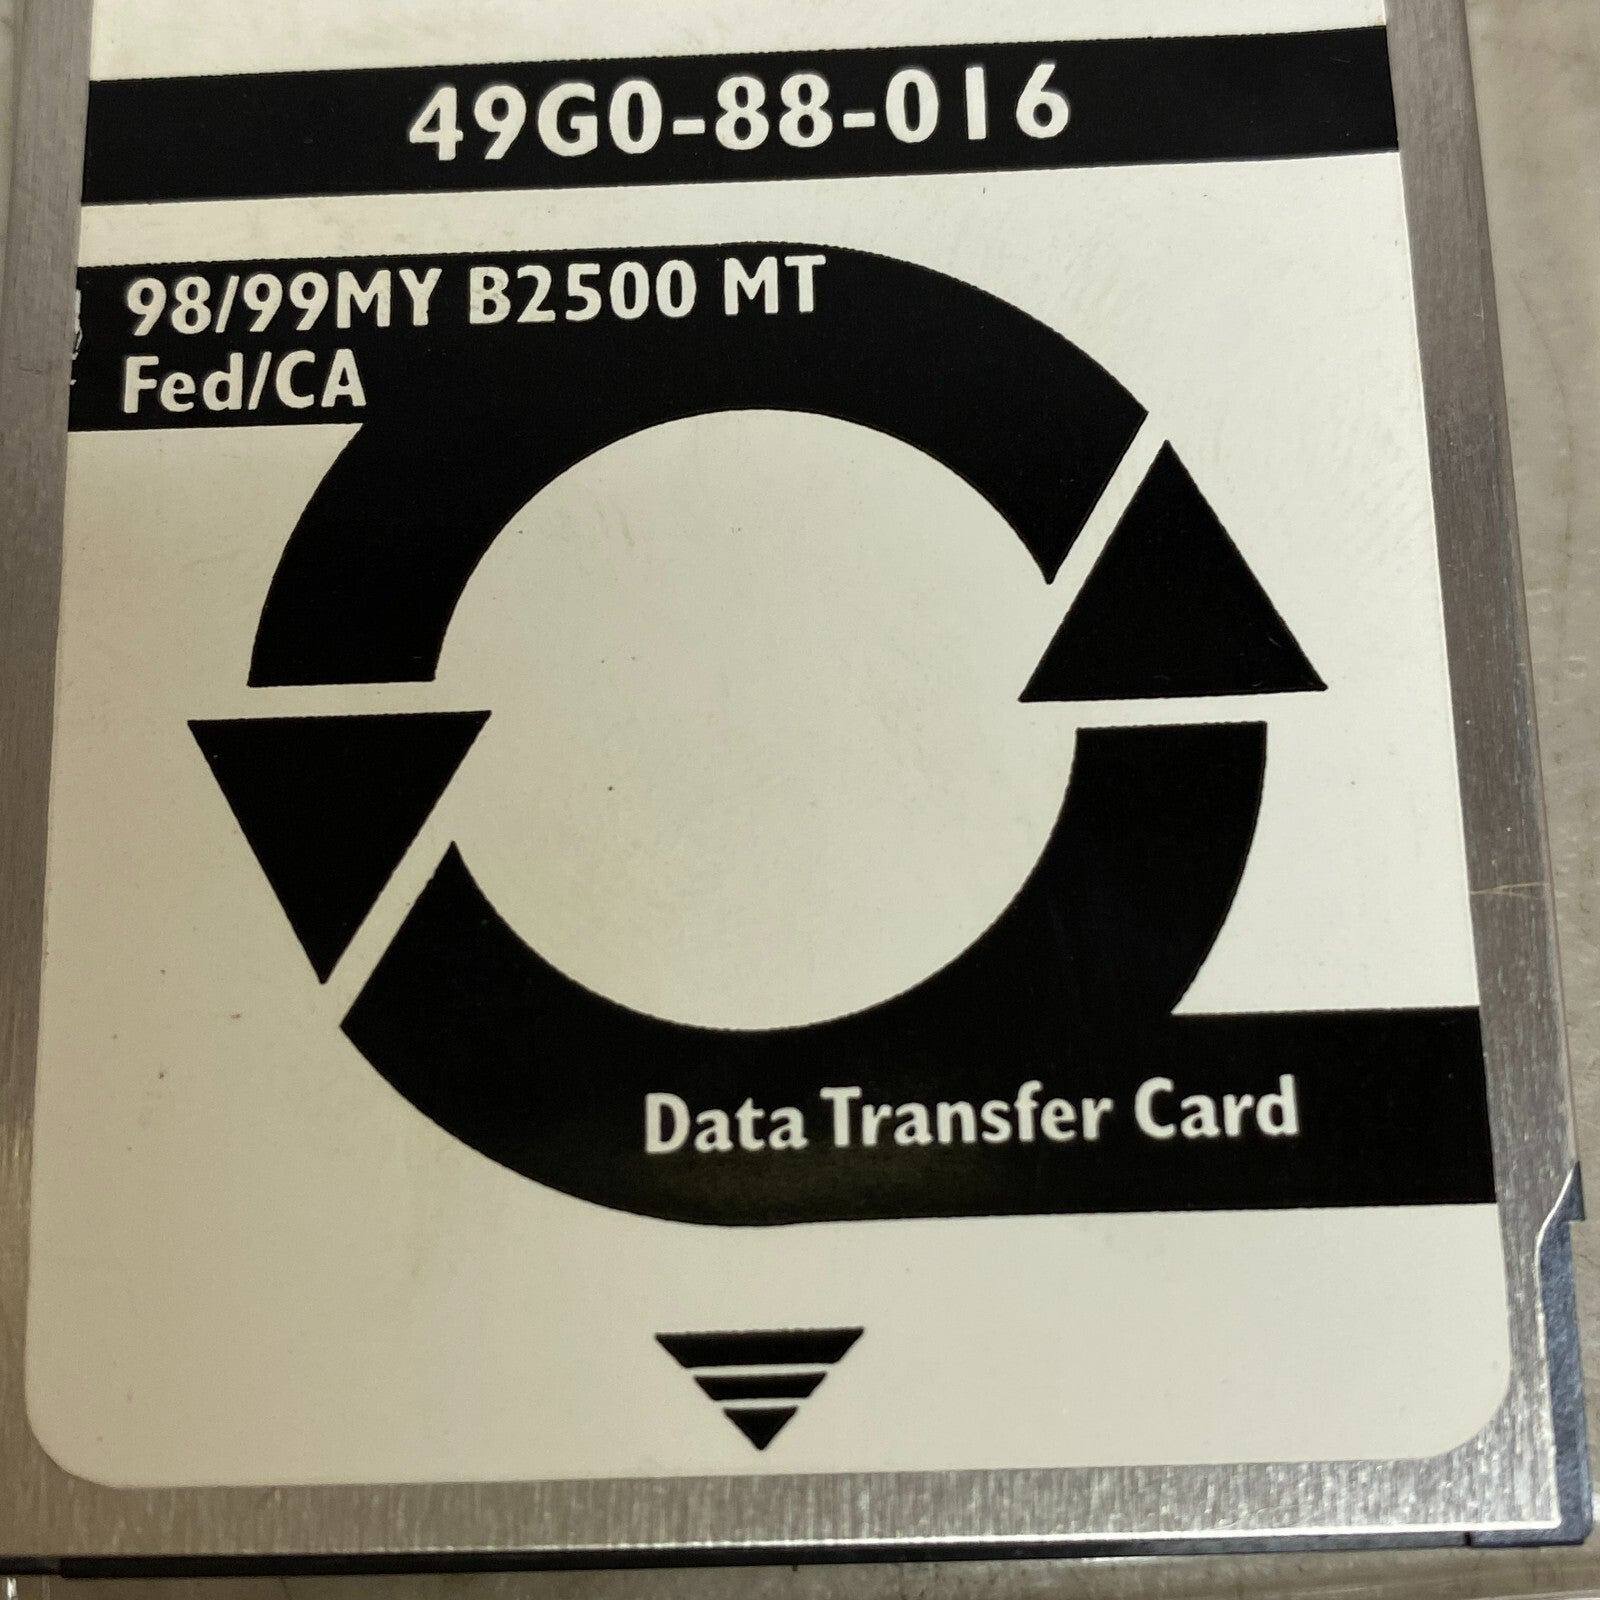 49G0-88-016
98/99MY B2500 MT
Fed/CA
Data Transfer Card